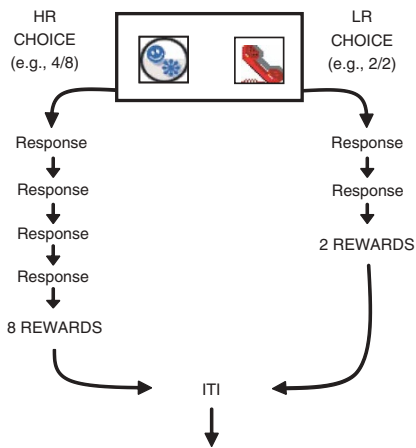 HR
CHOICE
(e.g., 4/8)
Response
Response
Response
Response
8 REWARDS
LR
CHOICE
(e.g., 2/2)
Response
Response
2 REWARDS
ITI